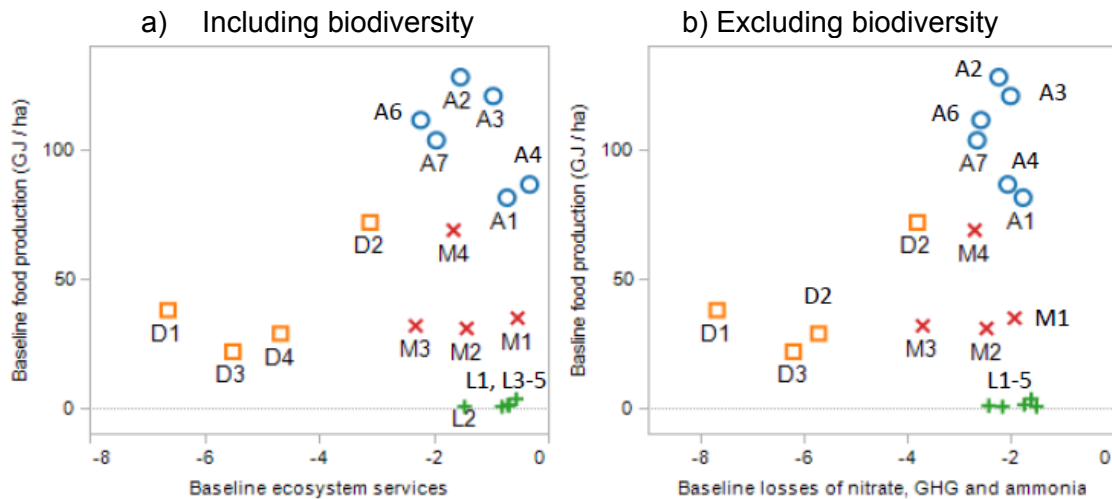 a) Including biodiversity
Baseline food production (GJ / ha)
100
50
0
A2
A3
A6
A7
A4
A1
D2
M4
D1
D3
D4
M3
M2
M1
L1, L3-5
L2
-8
-6
-4
-2
0
Baseline ecosystem services
b) Excluding biodiversity
Basline food production (GJ / ha)
100
50
0
A2
A3
A6
A7
A4
A1
D2
M4
D2
D1
D3
M3
M2
M1
L1-5
-8
-6
-4
-2
0
Baseline losses of nitrate, GHG and ammonia